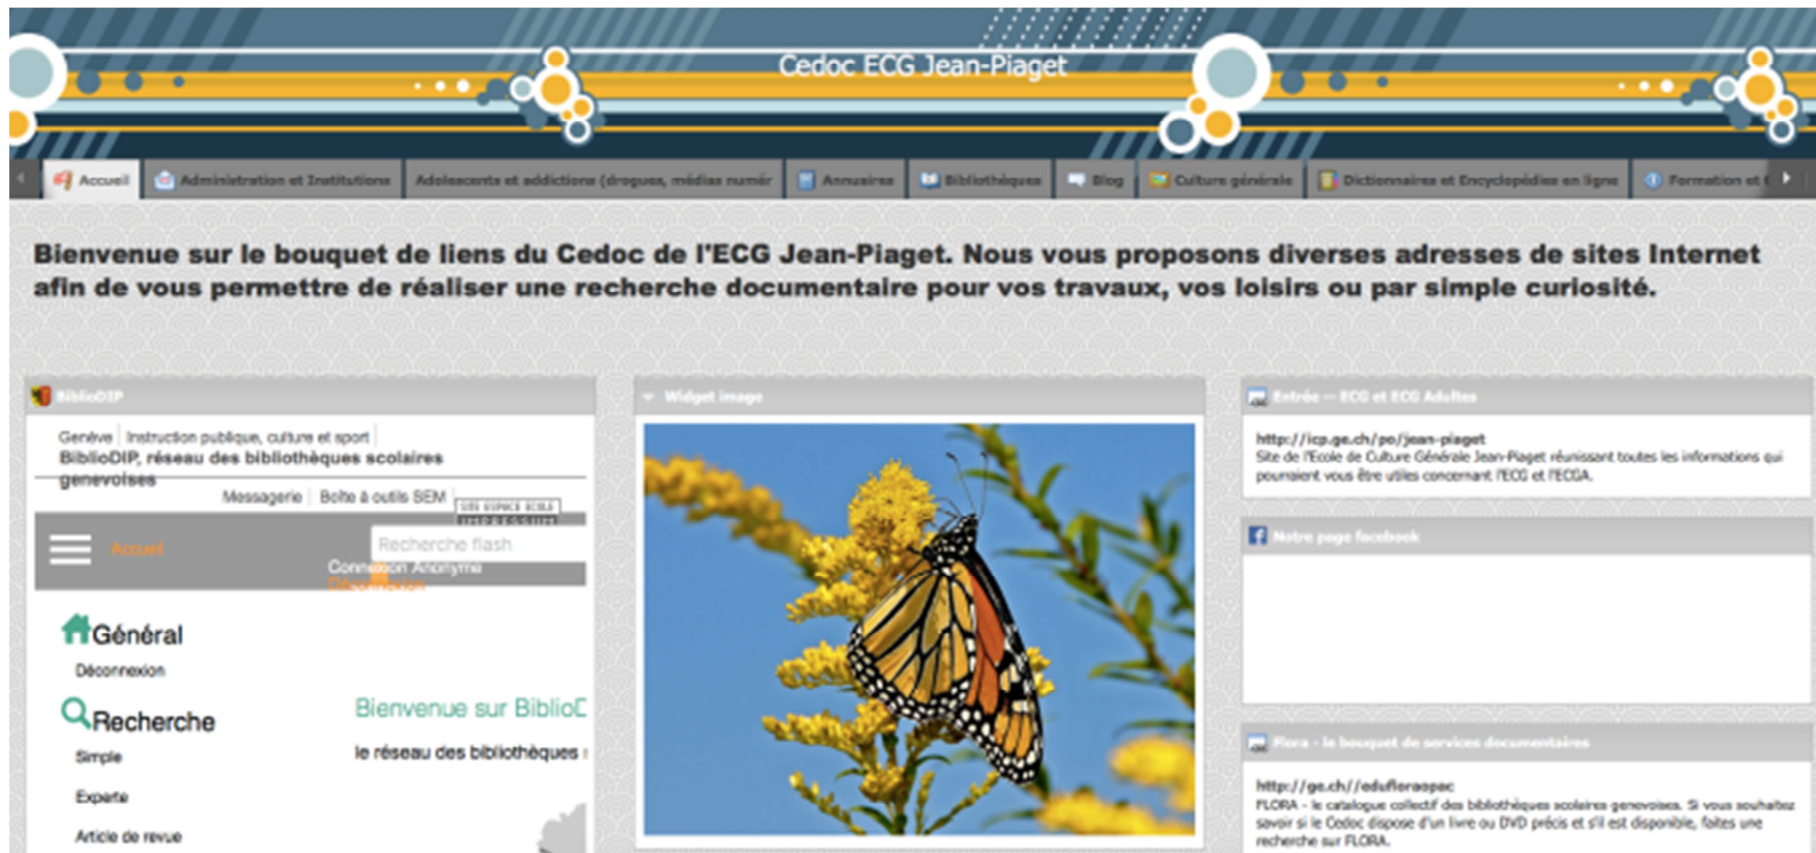 Cedoc ECG Jean-Piaget
Accueil
Administration et Institutions
Adolescents et addictions (drogues, médias numér
Annuaires
Bibliothèques
Blog
Culture générale
Dictionnaires et Encyclopédies en ligne
Formation et
Bienvenue sur le bouquet de liens du Cedoc de l'ECG Jean-Piaget. Nous vous proposons diverses adresses de sites Internet
afin de vous permettre de réaliser une recherche documentaire pour vos travaux, vos loisirs ou par simple curiosité.
BiblioDIP
Genève
Instruction publique, culture et sport
BiblioDIP, réseau des bibliothèques scolaires
genevoises
Messagerie
Boîte à outils SEM
SITE ESPACE ECOLE
IMPRESSUM
Accueil
Recherche flash
Connexion Anonyme
Déconnexion
Général
Déconnexion
Recherche
Simple
Experte
Article de revue
Bienvenue sur BiblioD
le réseau des bibliothèques
Widget image
Entrée — ECG et ECG Adultes
http://icp.ge.ch/po/jean-piaget
Site de l'Ecole de Culture Générale Jean-Piaget réunissant toutes les informations qui
pourraient vous être utiles concernant l'ECG et l'ECGA.
Notre page facebook
Flora - le bouquet de services documentaires
http://ge.ch//edufloraopac
FLORA - le catalogue collectif des bibliothèques scolaires genevoises. Si vous souhaitez
savoir si le Cedoc dispose d'un livre ou DVD précis et s'il est disponible, faites une
recherche sur FLORA.